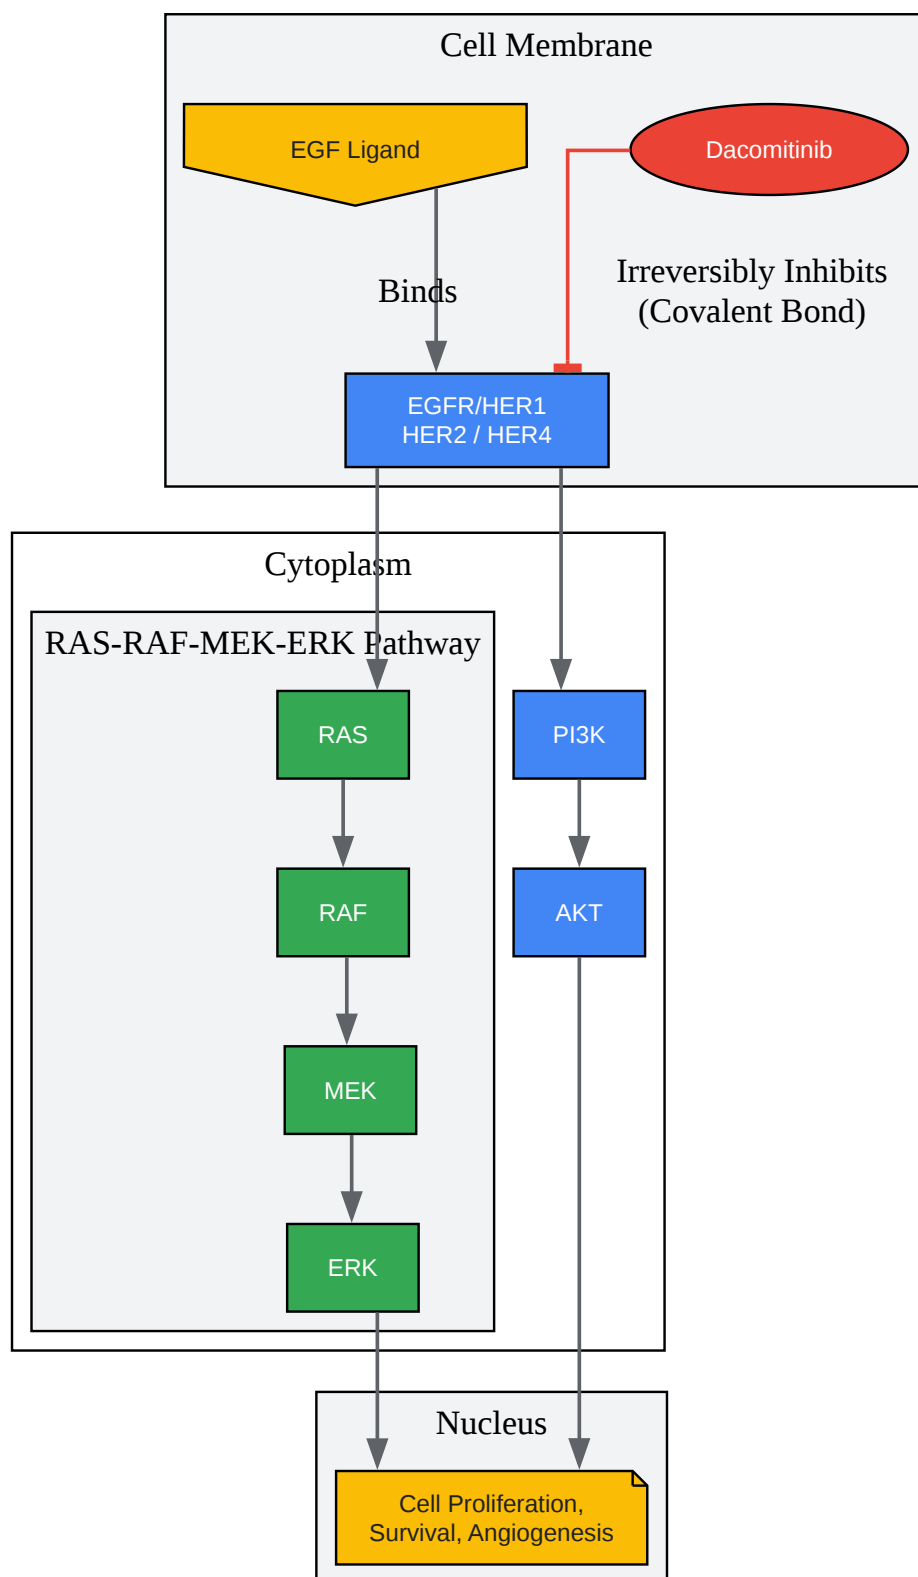 Cell Membrane
EGF Ligand
Dacomitinib
Binds
Irreversibly Inhibits
(Covalent Bond)
EGFR/HER1
HER2 / HER4
Cytoplasm
RAS-RAF-MEK-ERK Pathway
RAS
PI3K
RAF
AKT
MEK
ERK
Nucleus
Cell Proliferation,
Survival, Angiogenesis